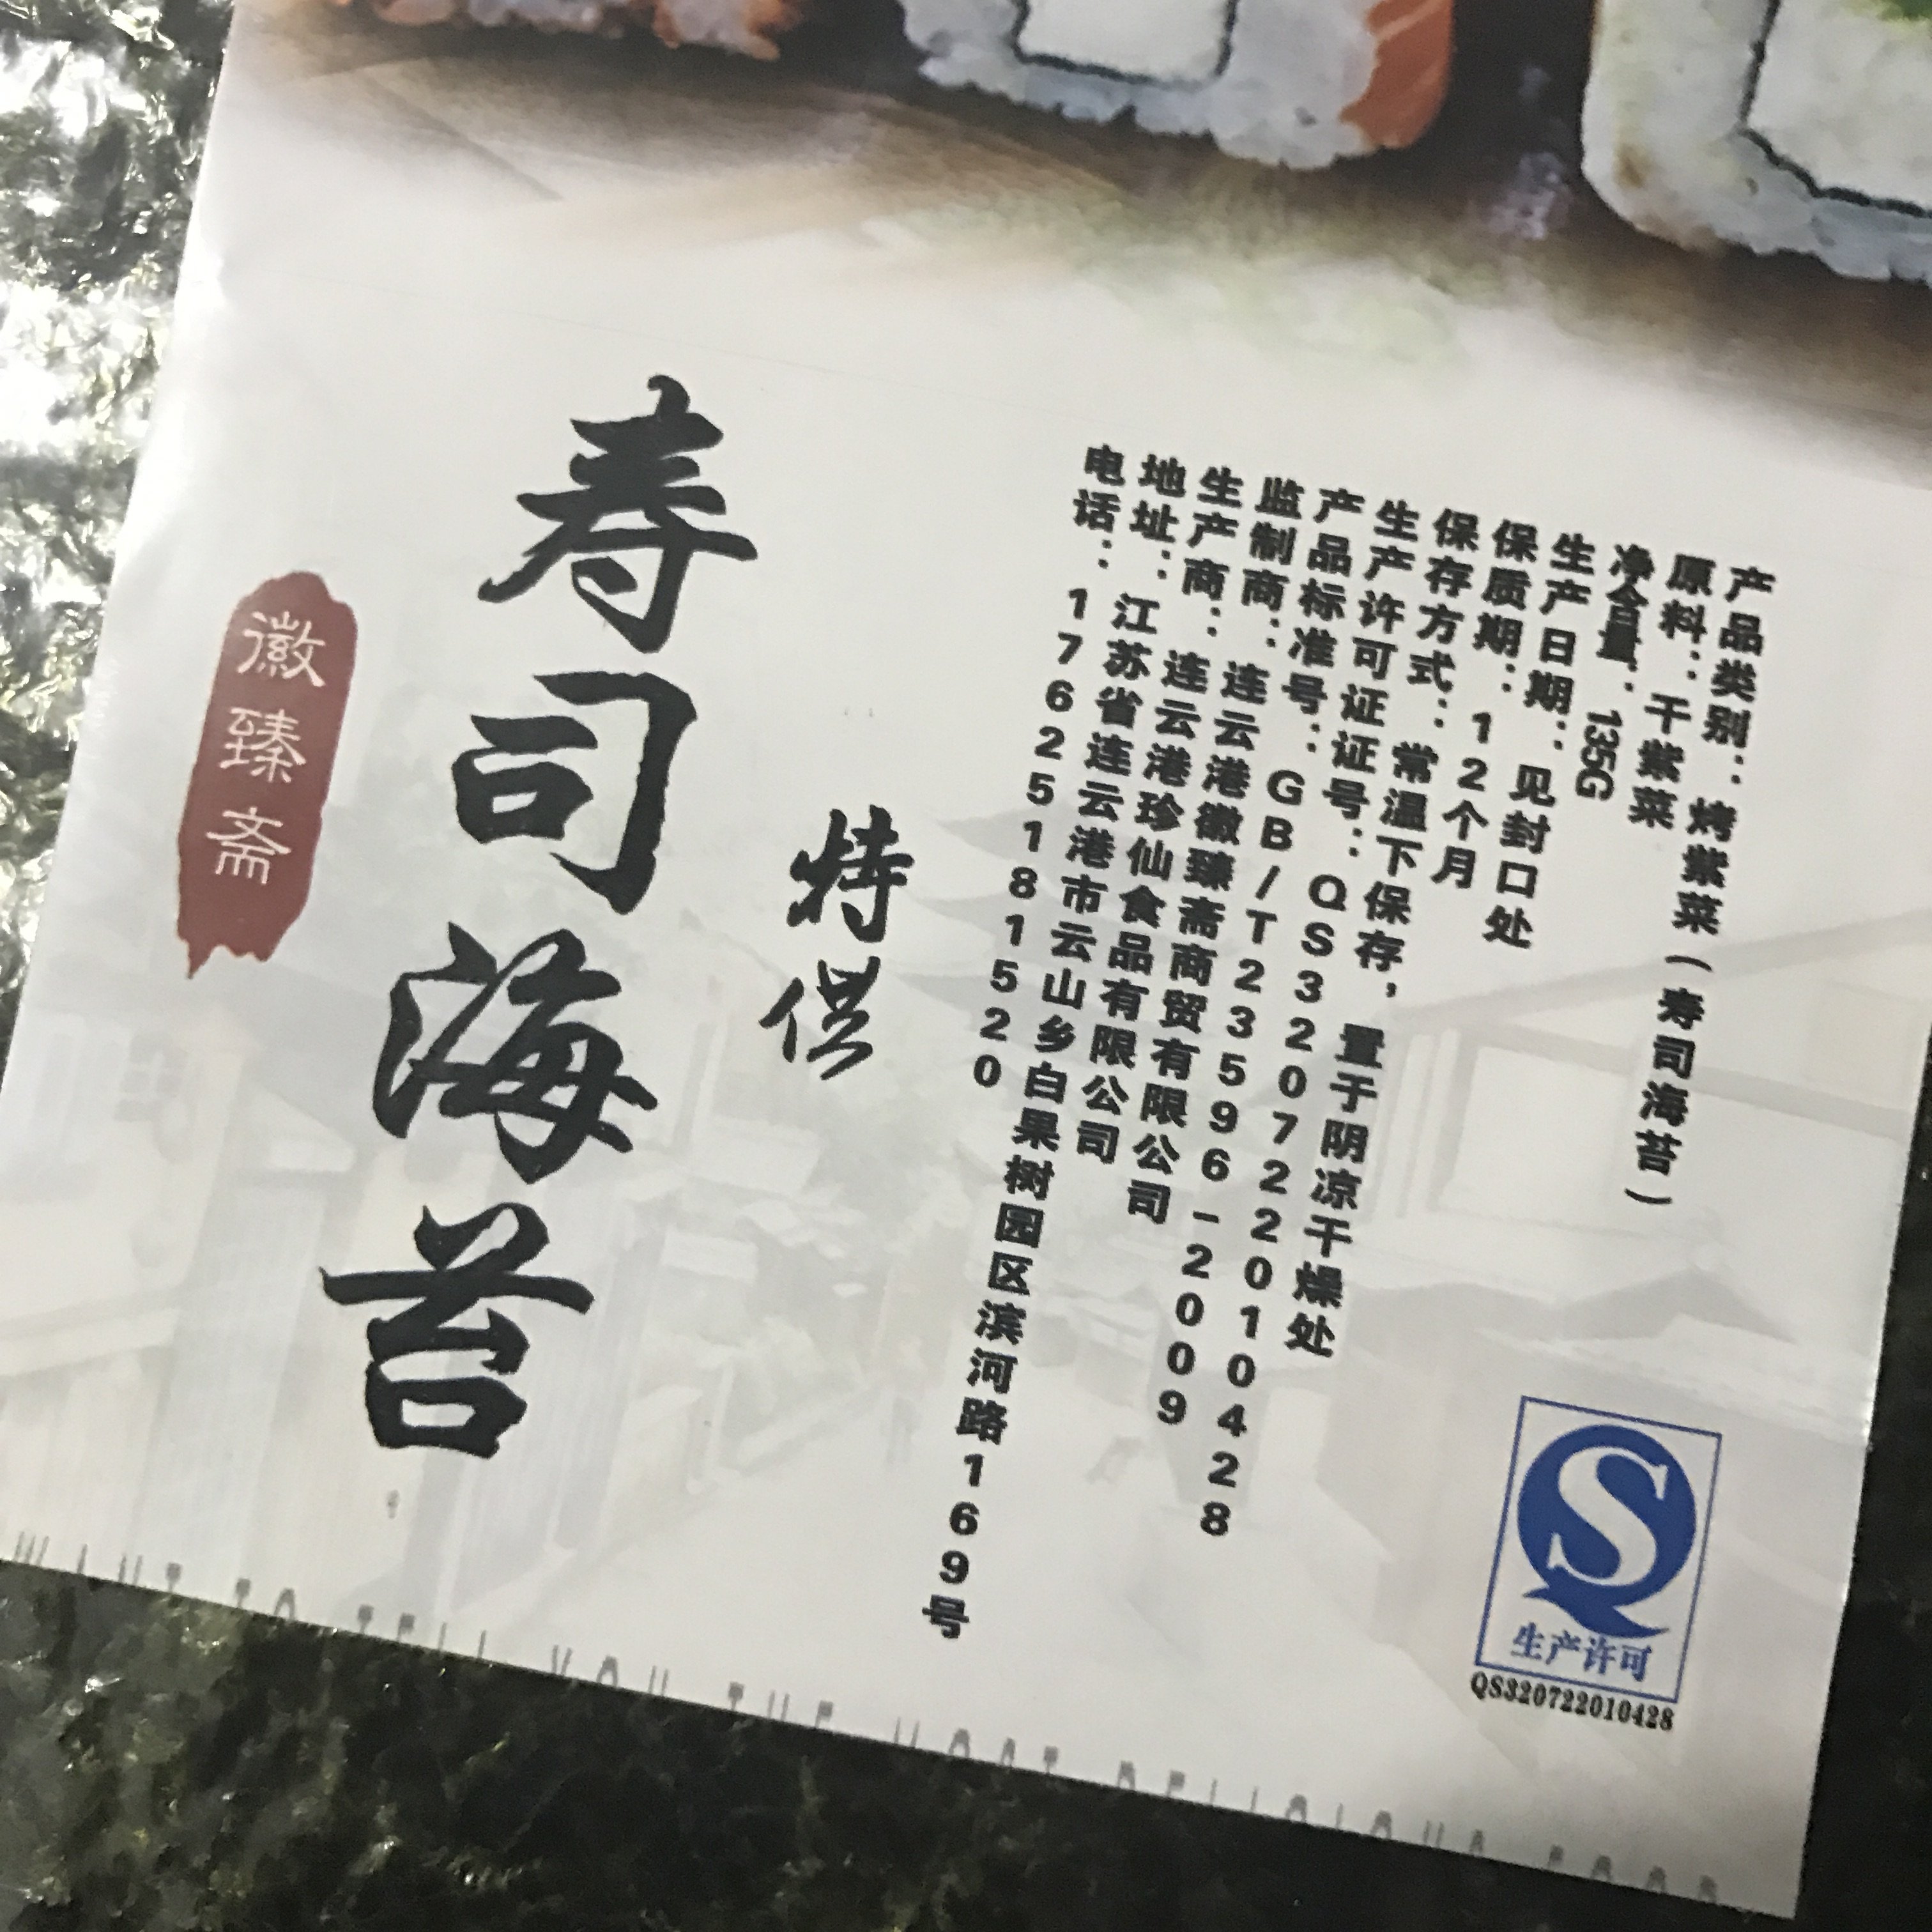 产品类别：烤紫菜（寿司海苔）
原料：干紫菜
净含量：135G
生产日期：见封口处
保质期：12个月
保存方式：常温下保存，置于阴凉干燥处
生产许可证证号：QS320722010428
产品标准号：GB/T23596-2009
监制商：连云港徽臻斋商贸有限公司
生产商：连云港珍仙食品有限公司
地址：江苏省连云港市云山乡白果树园区滨河路169号
电话：17625181520
特供
寿司海苔
徽臻斋
生产许可
QS320722010428